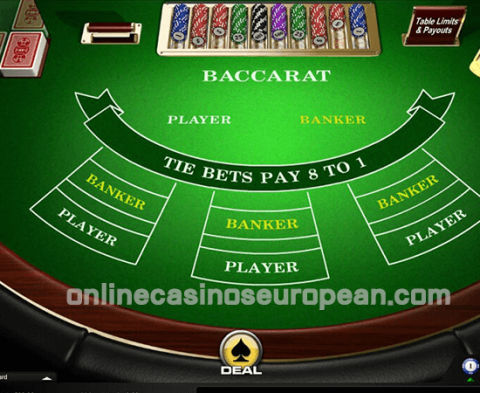 Table Limits
& Payouts
BACCARAT
PLAYER
BANKER
TIE BETS PAY 8 TO 1
BANKER
PLAYER
BANKER
PLAYER
BANKER
PLAYER
onlinecasinoseuropean.com
DEAL